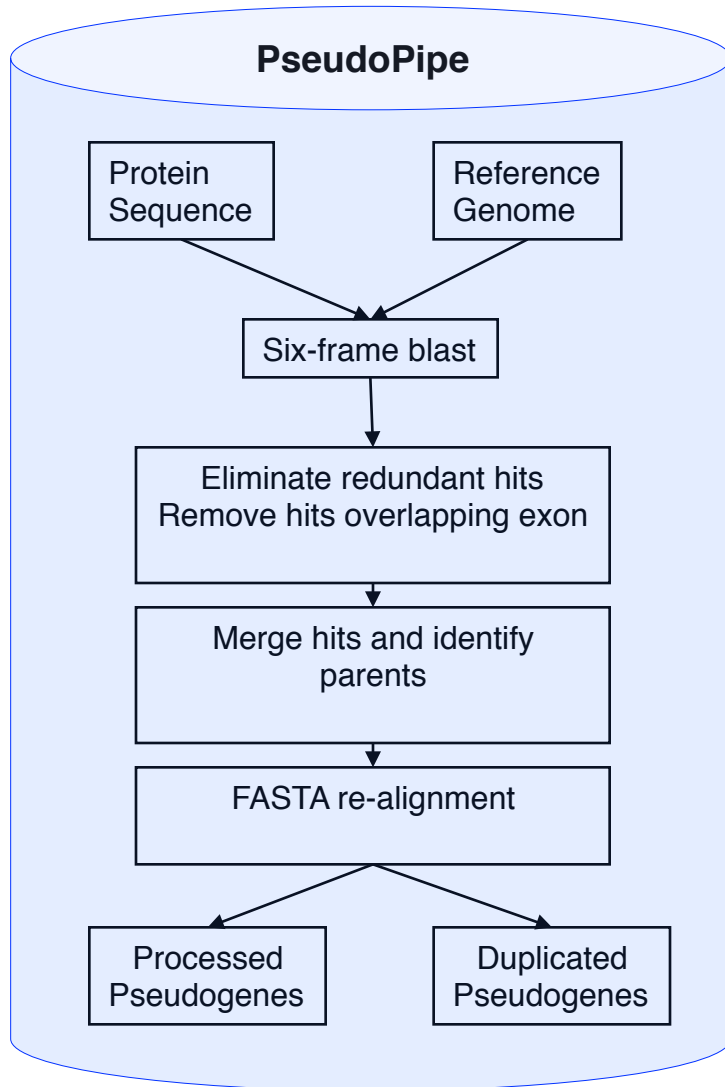 PseudoPipe
Protein
Sequence
Reference
Genome
Six-frame blast
Eliminate redundant hits
Remove hits overlapping exon
Merge hits and identify
parents
FASTA re-alignment
Processed
Pseudogenes
Duplicated
Pseudogenes